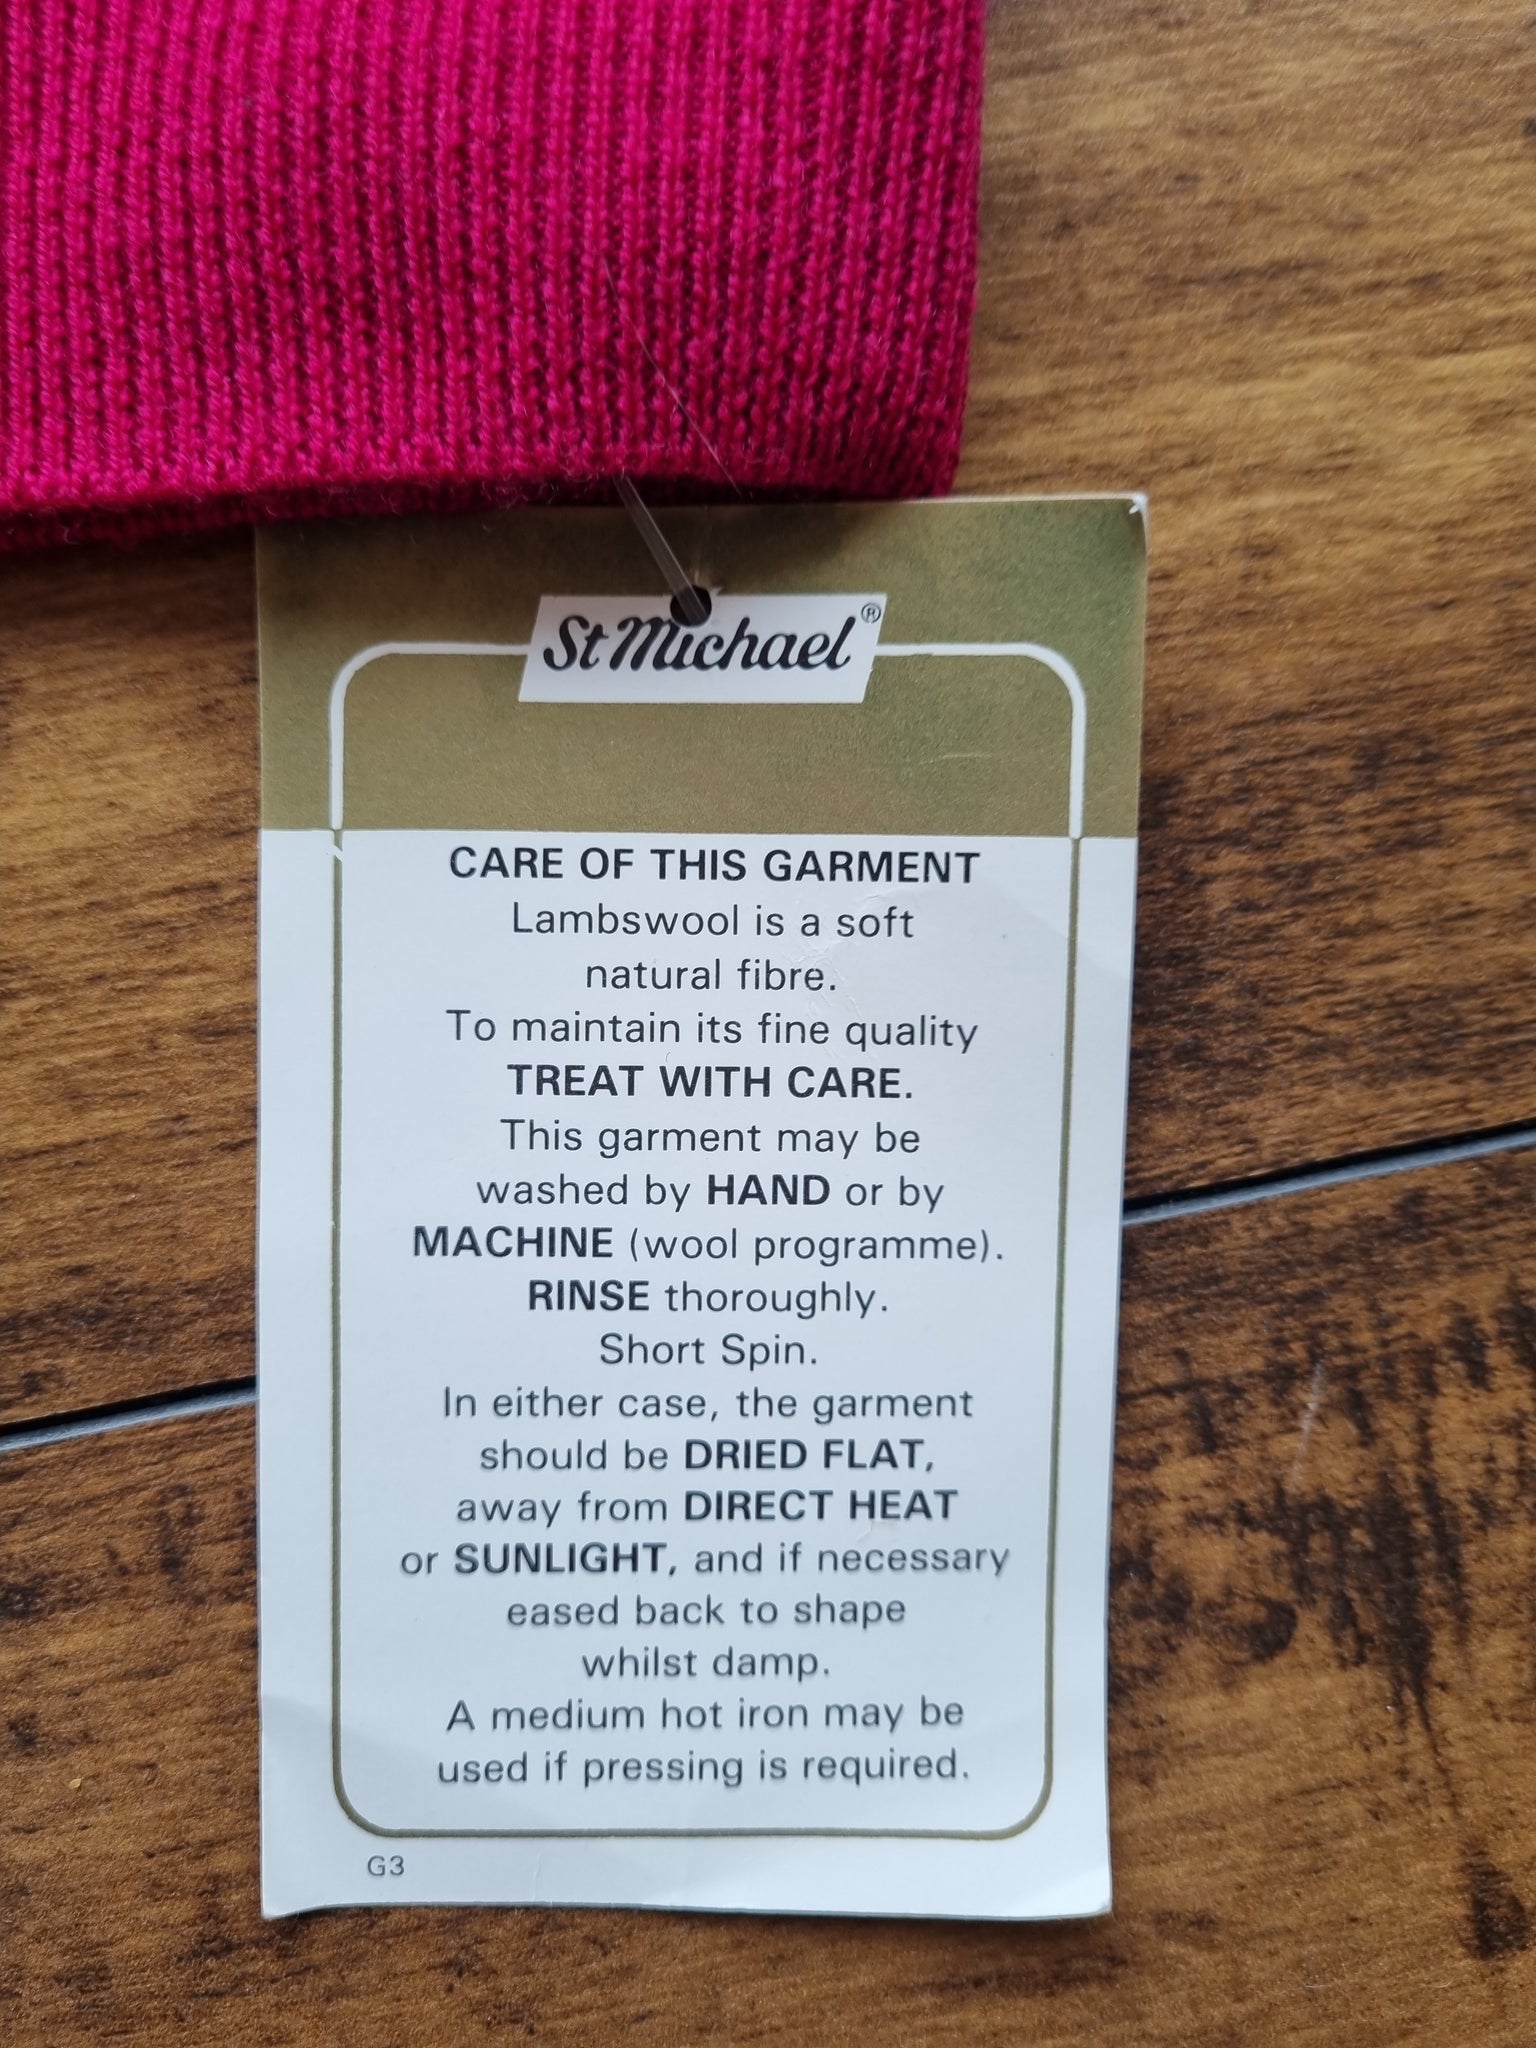 St Michael®
CARE OF THIS GARMENT
Lambswool is a soft
natural fibre.
To maintain its fine quality
TREAT WITH CARE.
This garment may be
washed by HAND or by
MACHINE (wool programme).
RINSE thoroughly.
Short Spin.
In either case, the garment
should be DRIED FLAT,
away from DIRECT HEAT
or SUNLIGHT, and if necessary
eased back to shape
whilst damp.
A medium hot iron may be
used if pressing is required.
G3